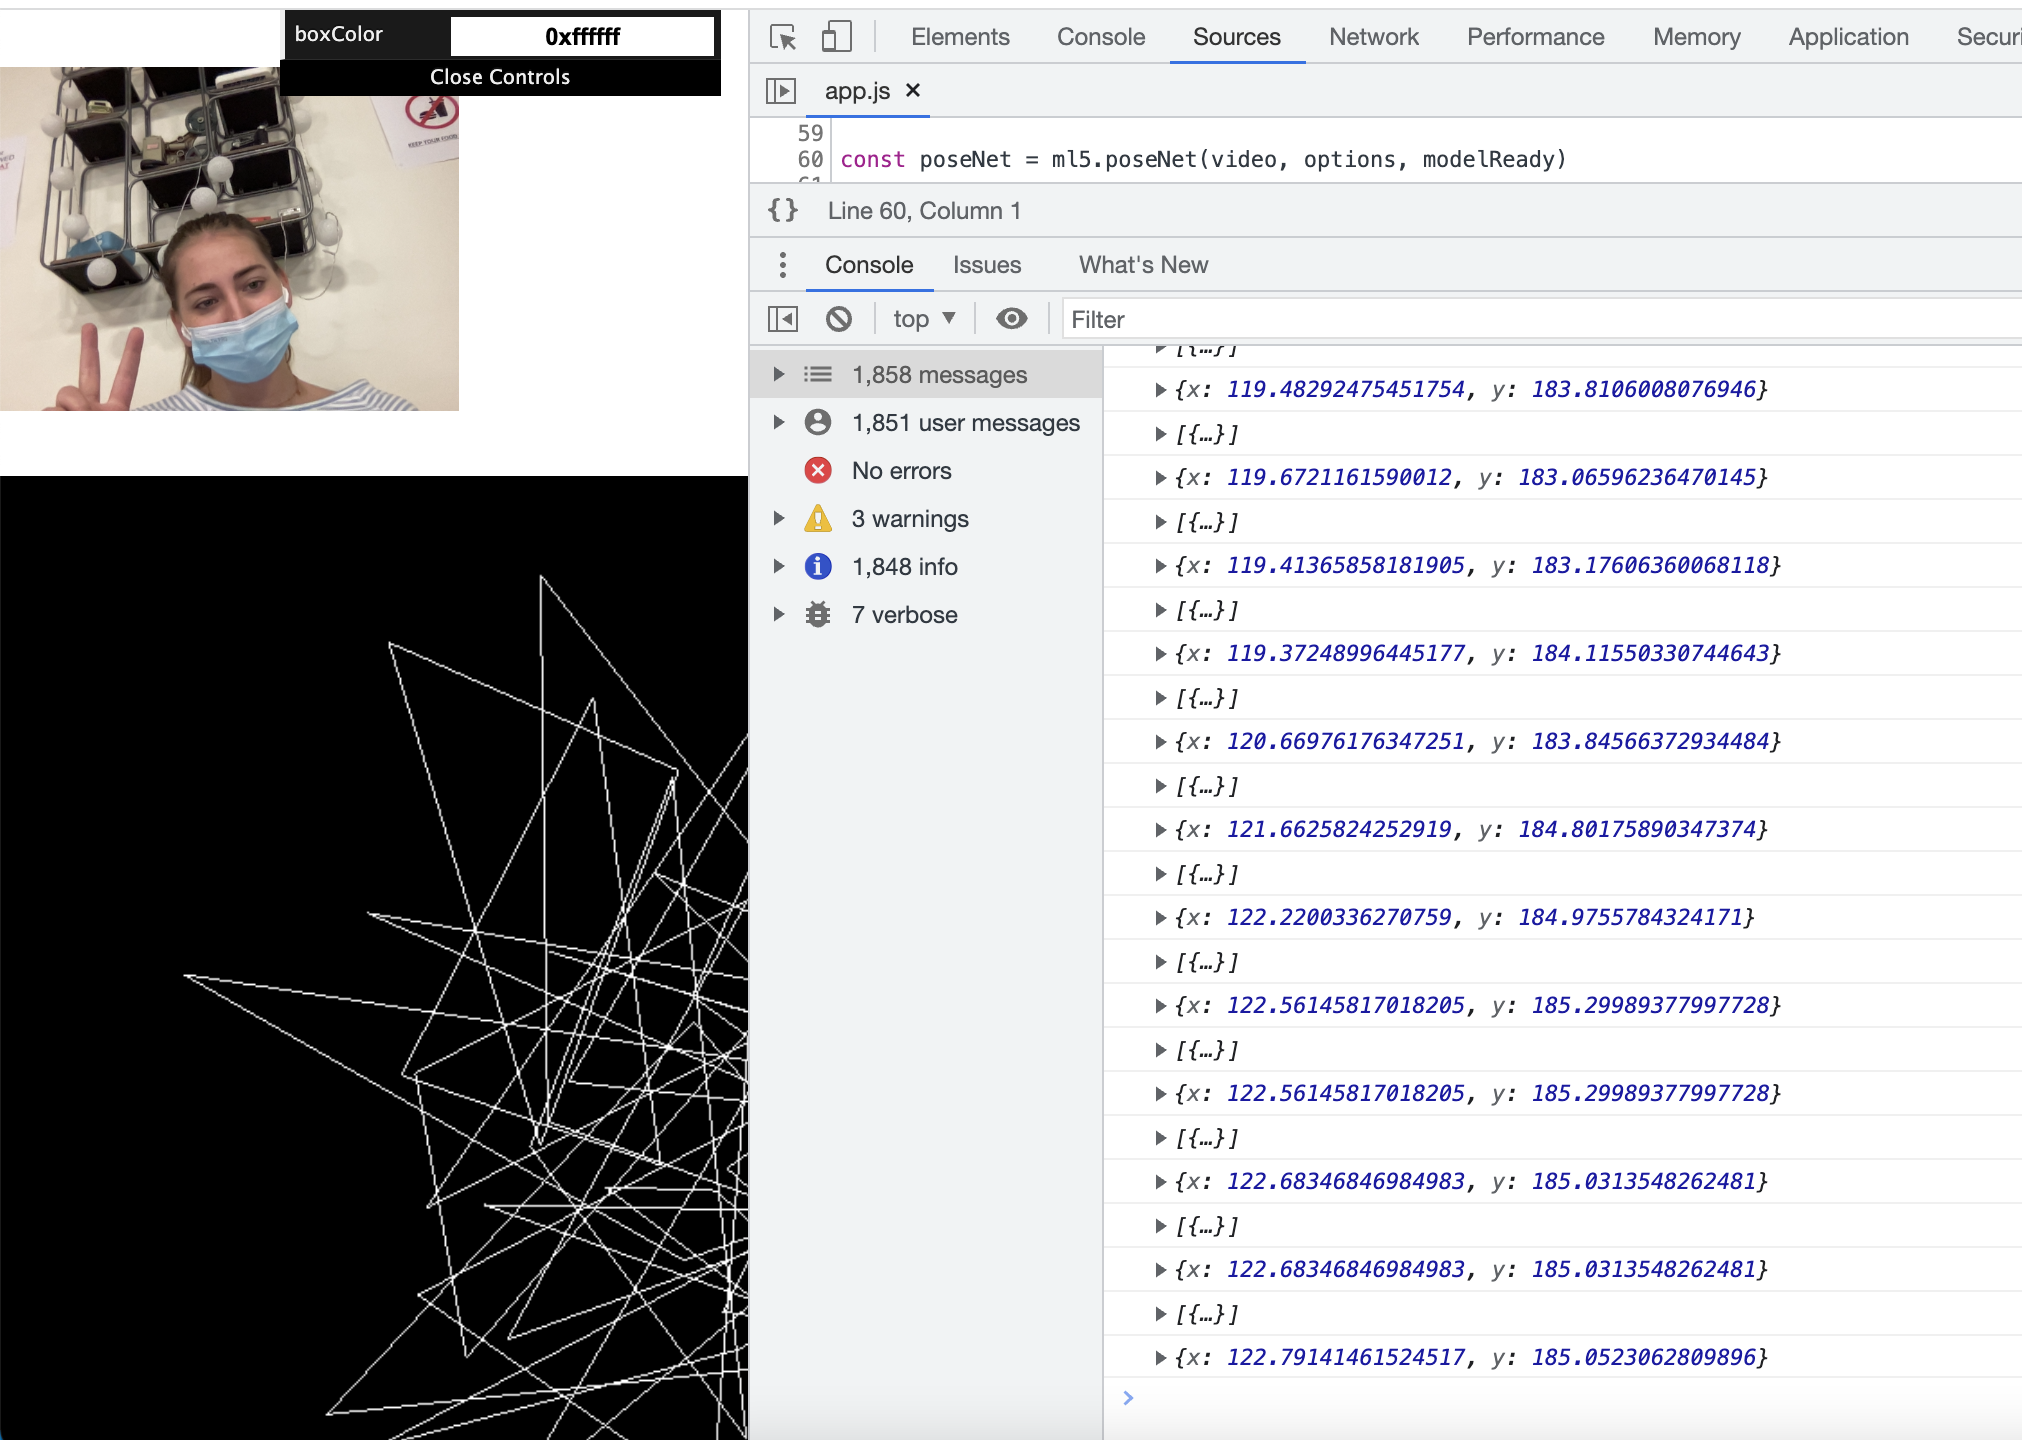 boxColor 0xffffff
Close Controls
KEEP YOUR FOOD
Elements Console Sources Network Performance Memory Application Securi
app.js ×
59
60 const poseNet = ml5.poseNet(video, options, modelReady)
61
{} Line 60, Column 1
Console Issues What's New
top ▼ Filter
1,858 messages
1,851 user messages
No errors
3 warnings
1,848 info
7 verbose
[{…}]
{x: 119.48292475451754, y: 183.8106008076946}
[{…}]
{x: 119.6721161590012, y: 183.06596236470145}
[{…}]
{x: 119.41365858181905, y: 183.17606360068118}
[{…}]
{x: 119.37248996445177, y: 184.11550330744643}
[{…}]
{x: 120.66976176347251, y: 183.84566372934484}
[{…}]
{x: 121.6625824252919, y: 184.80175890347374}
[{…}]
{x: 122.2200336270759, y: 184.9755784324171}
[{…}]
{x: 122.56145817018205, y: 185.29989377997728}
[{…}]
{x: 122.56145817018205, y: 185.29989377997728}
[{…}]
{x: 122.68346846984983, y: 185.0313548262481}
[{…}]
{x: 122.68346846984983, y: 185.0313548262481}
[{…}]
{x: 122.79141461524517, y: 185.0523062809896}
>